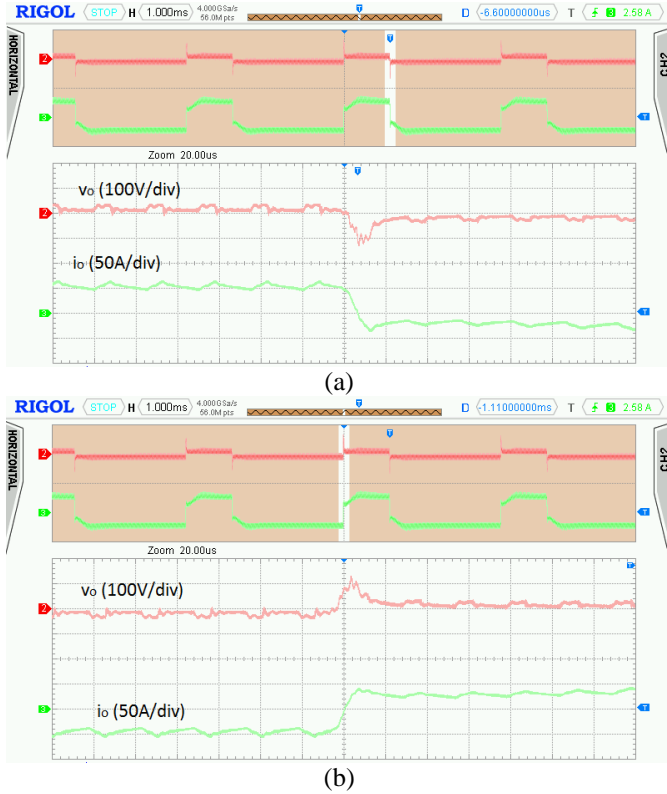 RIGOL STOP H 1.000ms 4.000GSa/s 56.0M pts D -6.60000000us T 3 2.58 A
HORIZONTAL
CH2
2
3
T
Zoom 20.00us
vo (100V/div)
2
io (50A/div)
3
T
(a)
RIGOL STOP H 1.000ms 4.000GSa/s 56.0M pts D -1.11000000ms T 3 2.58 A
HORIZONTAL
CH2
2
3
T
Zoom 20.00us
vo (100V/div)
2
io (50A/div)
3
T
(b)